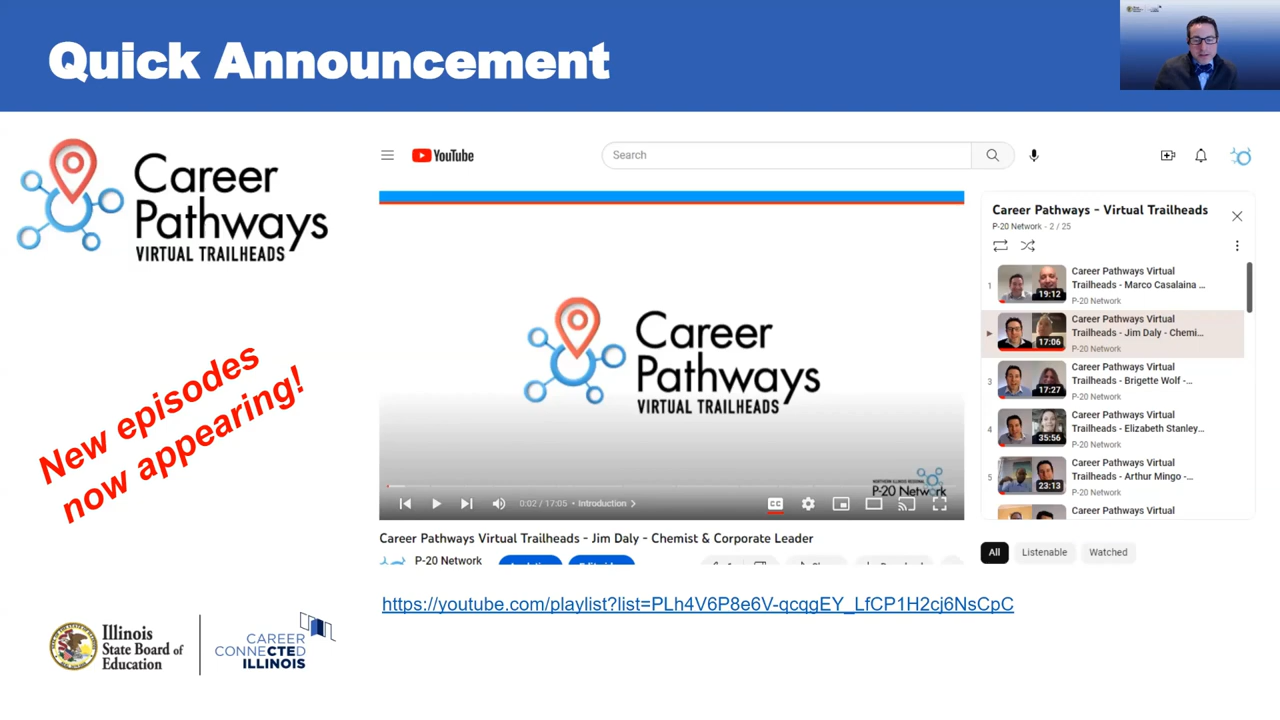 Quick Announcement
Career
Pathways
VIRTUAL TRAILHEADS
New episodes
now appearing!
YouTube
Search
Career
Pathways
VIRTUAL TRAILHEADS
NORTHERN ILLINOIS REGIONAL
P-20 Network
0:02 / 17:05 • Introduction
CC
Career Pathways Virtual Trailheads - Jim Daly - Chemist & Corporate Leader
P-20 Network
Career Pathways - Virtual Trailheads
P-20 Network - 2 / 25
1
19:12
Career Pathways Virtual
Trailheads - Marco Casalaina ...
P-20 Network
17:06
Career Pathways Virtual
Trailheads - Jim Daly - Chemi...
P-20 Network
3
17:27
Career Pathways Virtual
Trailheads - Brigette Wolf -...
P-20 Network
4
35:56
Career Pathways Virtual
Trailheads - Elizabeth Stanley...
P-20 Network
5
23:13
Career Pathways Virtual
Trailheads - Arthur Mingo -...
P-20 Network
Career Pathways Virtual
All
Listenable
Watched
https://youtube.com/playlist?list=PLh4V6P8e6V-qcqgEY_LfCP1H2cj6NsCpC
Illinois
State Board of
Education
CAREER
CONNECTED
ILLINOIS